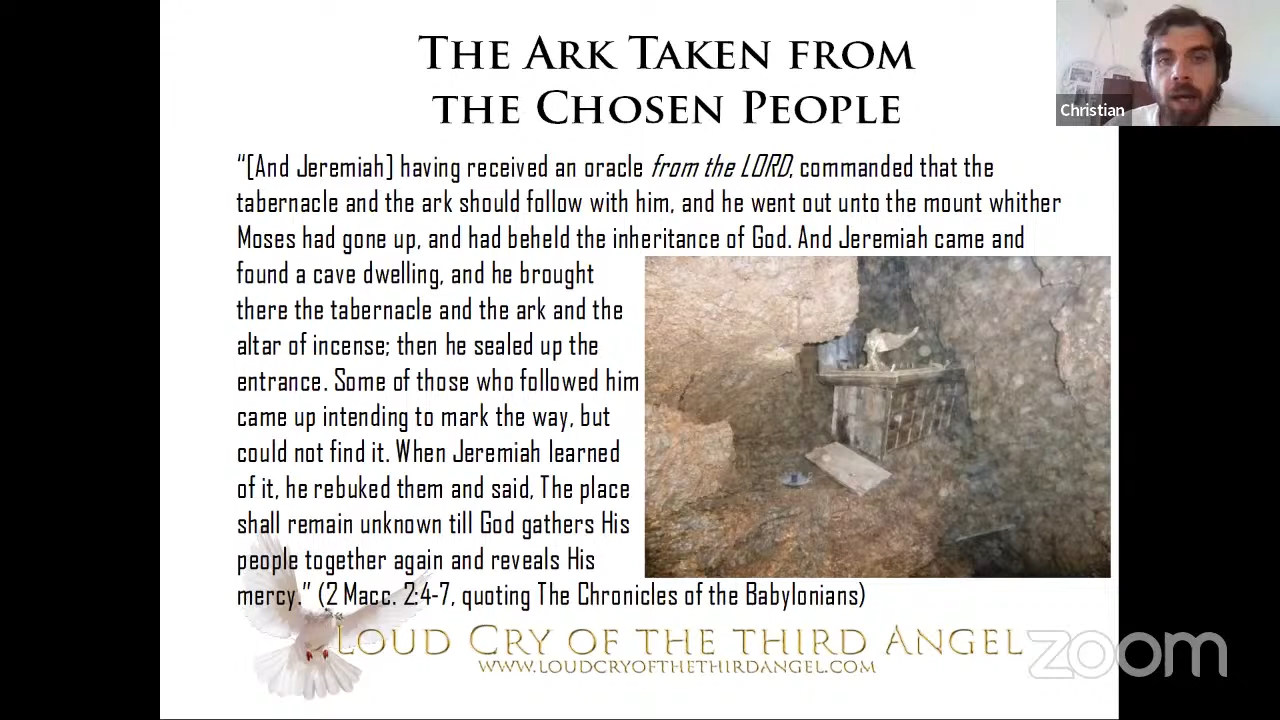 THE ARK TAKEN FROM
THE CHOSEN PEOPLE
Christian
“[And Jeremiah] having received an oracle from the LORD, commanded that the
tabernacle and the ark should follow with him, and he went out unto the mount whither
Moses had gone up, and had beheld the inheritance of God. And Jeremiah came and
found a cave dwelling, and he brought
there the tabernacle and the ark and the
altar of incense; then he sealed up the
entrance. Some of those who followed him
came up intending to mark the way, but
could not find it. When Jeremiah learned
of it, he rebuked them and said, The place
shall remain unknown till God gathers His
people together again and reveals His
mercy.” (2 Macc. 2:4-7, quoting The Chronicles of the Babylonians)
LOUD CRY OF THE THIRD ANGEL
WWW.LOUDCRYOFTHETHIRDANGEL.COM
zoom